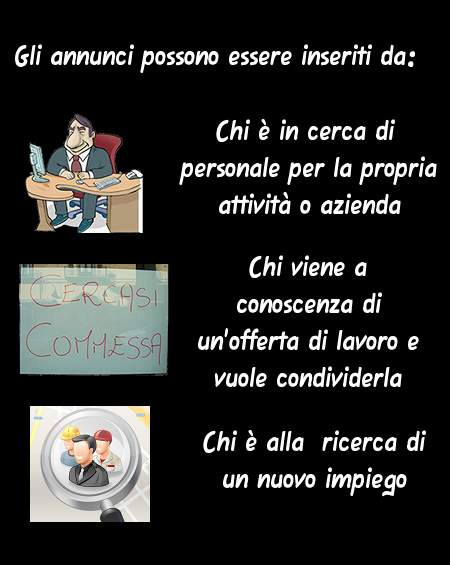 Gli annunci possono essere inseriti da:
Chi è in cerca di
personale per la propria
attività o azienda
CERCASI
COMMESSA
Chi viene a
conoscenza di
un'offerta di lavoro e
vuole condividerla
Chi è alla ricerca di
un nuovo impiego